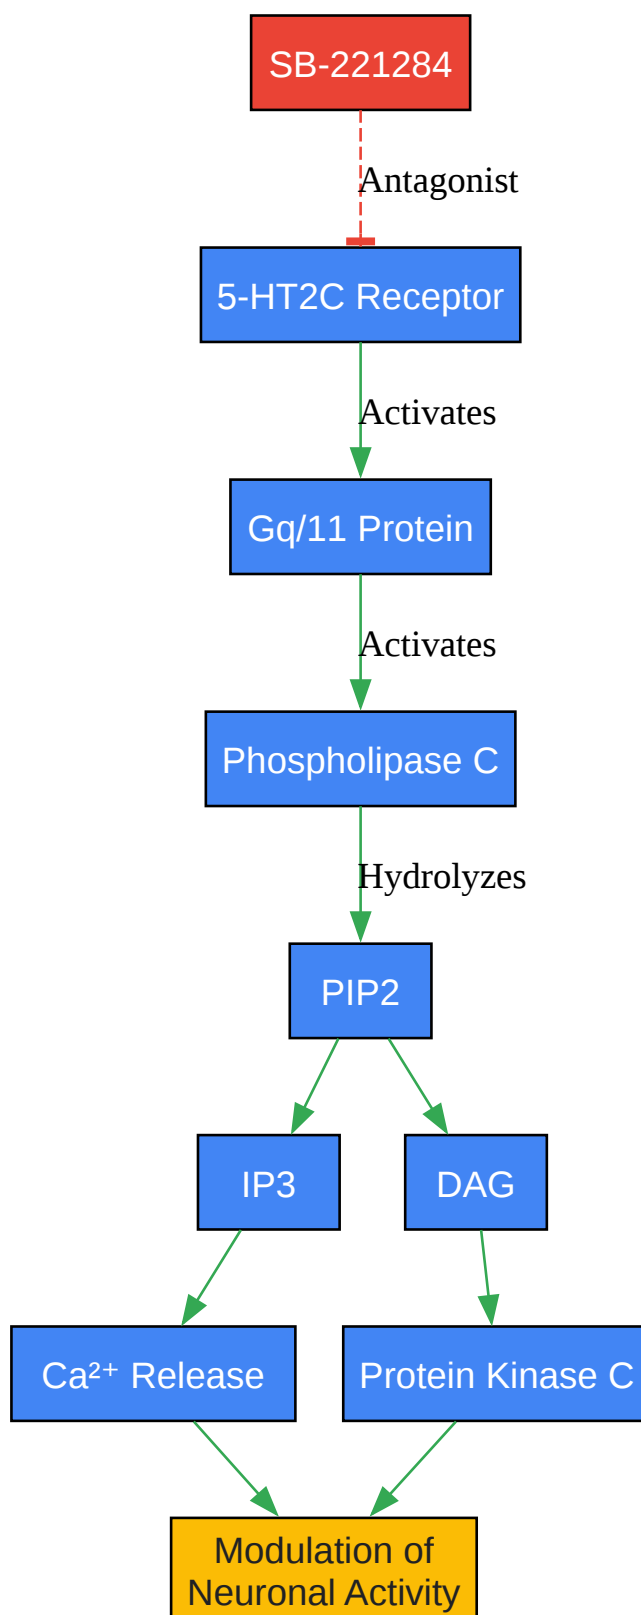 SB-221284
Antagonist
5-HT2C Receptor
Activates
Gq/11 Protein
Activates
Phospholipase C
Hydrolyzes
PIP2
IP3
DAG
Ca²⁺ Release
Protein Kinase C
Modulation of
Neuronal Activity